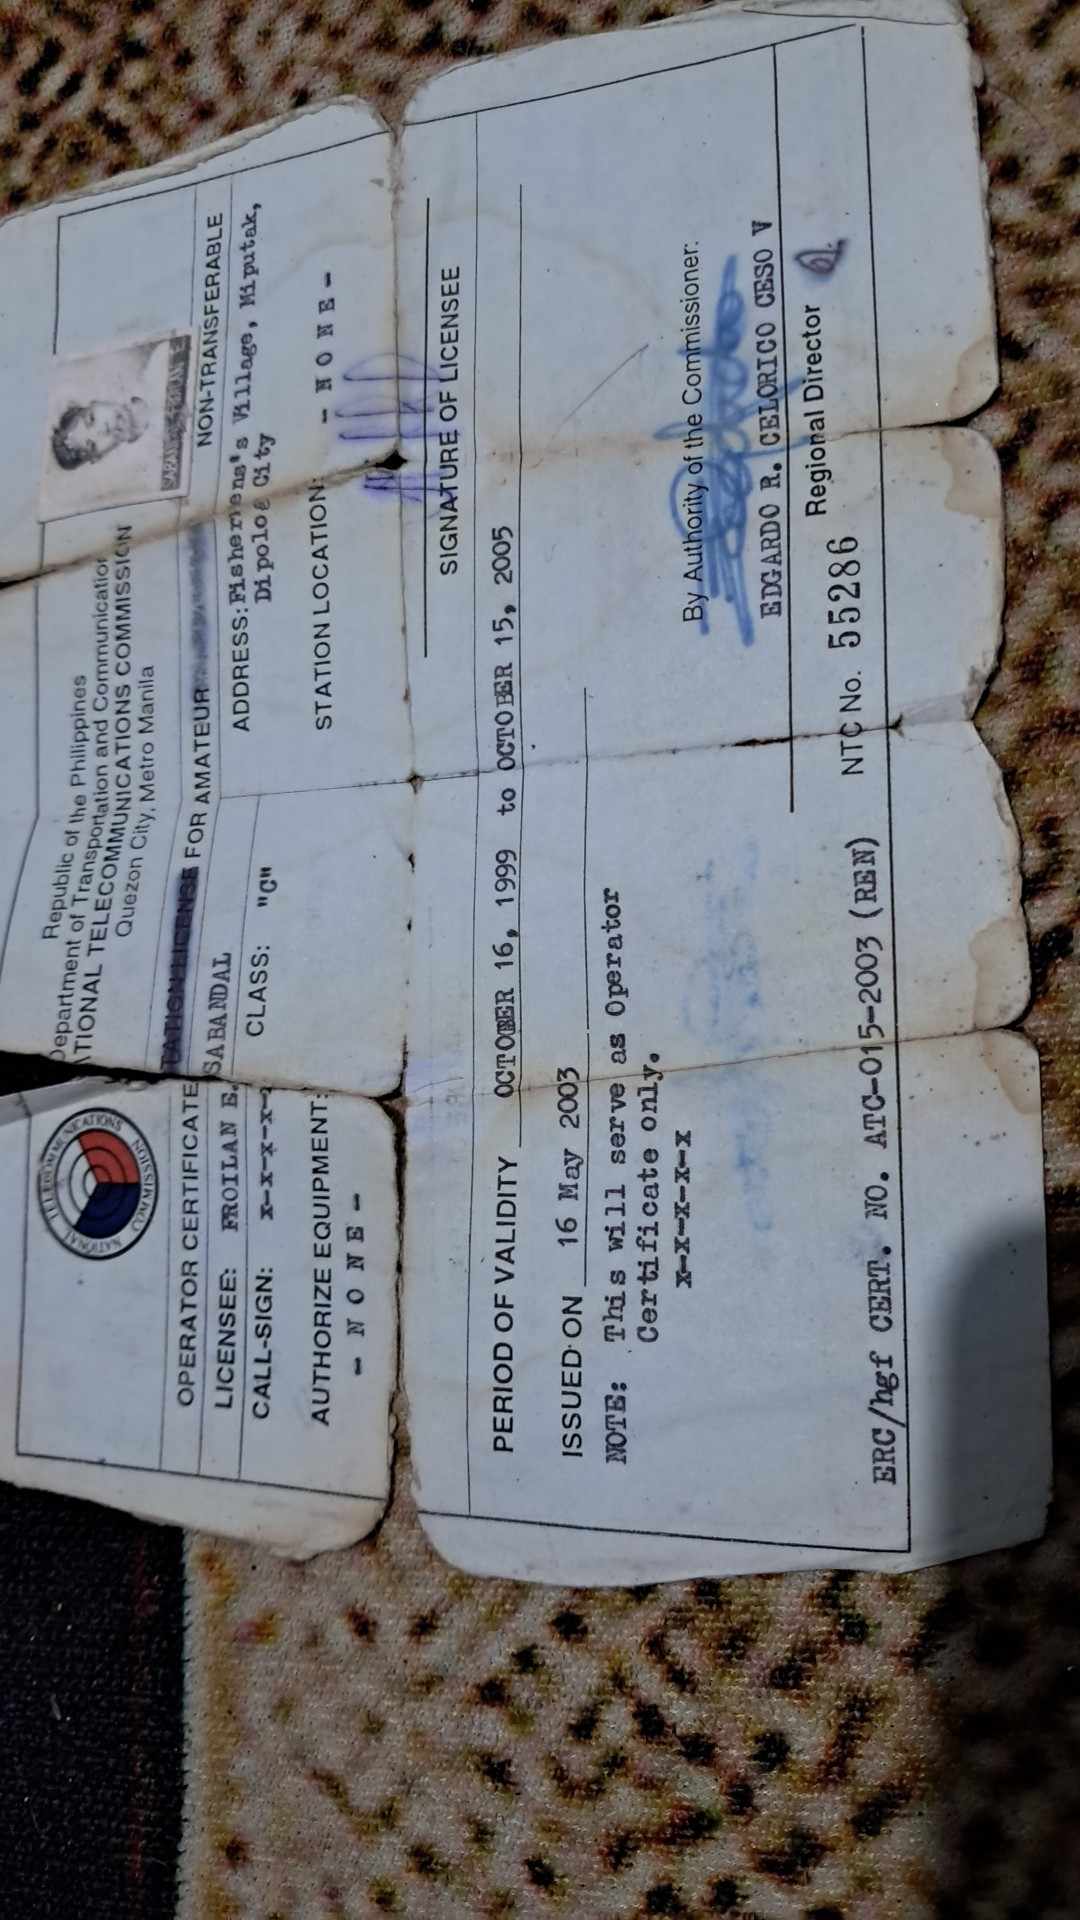 NATIONAL TELECOMMUNICATIONS COMMISSION
Republic of the Philippines
Department of Transportation and Communication
ATIONAL TELECOMMUNICATIONS COMMISSION
Quezon City, Metro Manila
OPERATOR CERTIFICATE
TATION LICENSE FOR AMATEUR
NON-TRANSFERABLE
LICENSEE: FROILAN E. SABANDAL
ADDRESS: Fishermens's Village, Miputak,
Dipolog City
CALL-SIGN: x-x-x-x-
CLASS: "C"
AUTHORIZE EQUIPMENT:
- N O N E -
STATION LOCATION:
- N O N E -
SIGNATURE OF LICENSEE
PERIOD OF VALIDITY OCTOBER 16, 1999 to OCTOBER 15, 2005
ISSUED ON 16 May 2003
NOTE: This will serve as Operator
Certificate only.
x-x-x-x-x
By Authority of the Commissioner:
EDGARDO R. CELORICO CESO V
Regional Director
ERC/hgf CERT. NO. ATC-015-2003 (REN)
NTC No. 55286